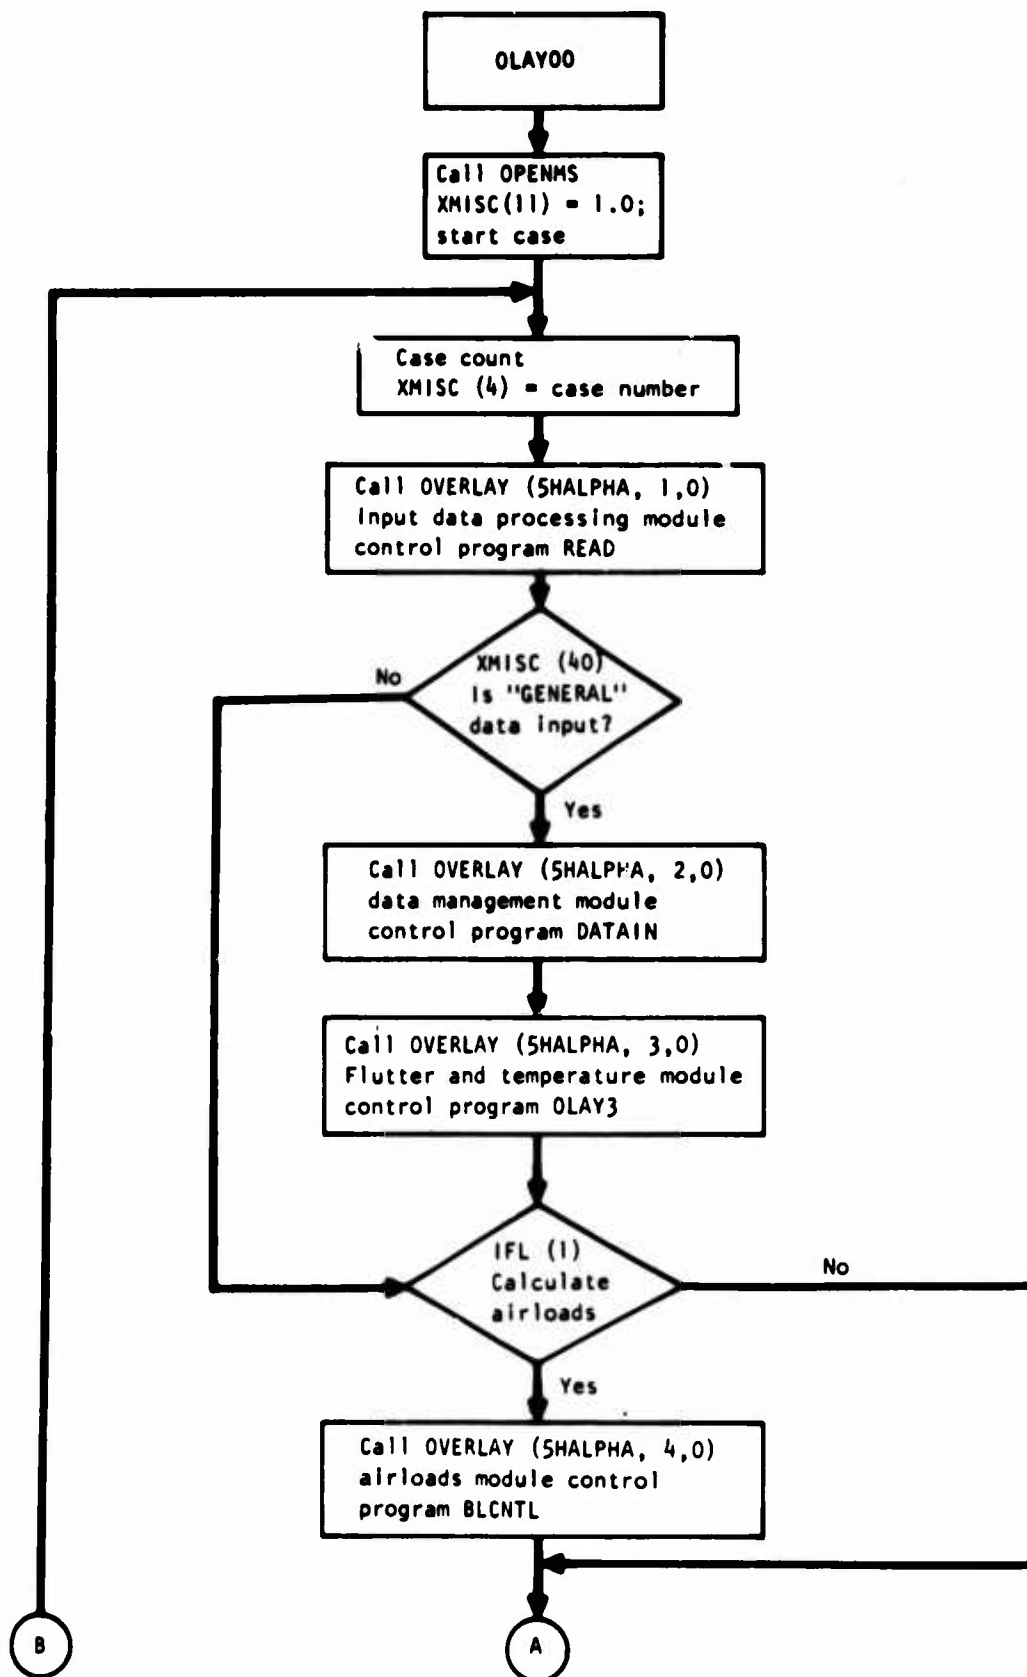 OLAY00
Call OPENMS
XMISC(11) = 1.0;
start case
Case count
XMISC (4) = case number
Call OVERLAY (5HALPHA, 1,0)
Input data processing module
control program READ
XMISC (40)
Is "GENERAL"
data input?
No
Yes
Call OVERLAY (5HALPHA, 2,0)
data management module
control program DATAIN
Call OVERLAY (5HALPHA, 3,0)
Flutter and temperature module
control program OLAY3
IFL (1)
Calculate
airloads
No
Yes
Call OVERLAY (5HALPHA, 4,0)
airloads module control
program BLCNTL
B
A